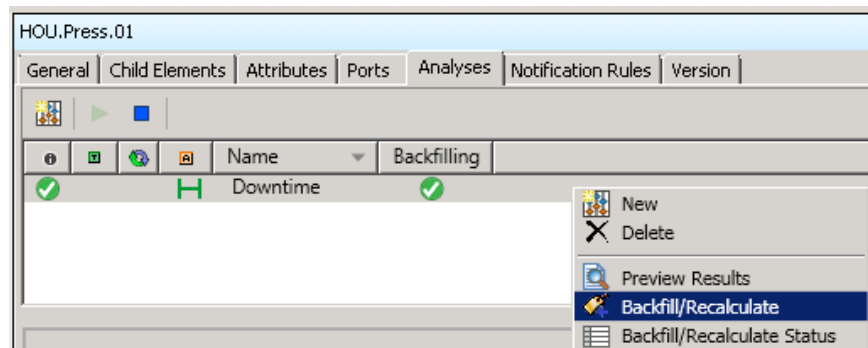 HOU.Press.01
General Child Elements Attributes Ports Analyses Notification Rules Version
Name Backfilling
Downtime
New
Delete
Preview Results
Backfill/Recalculate
Backfill/Recalculate Status